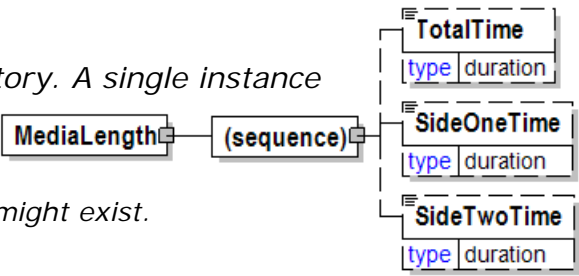 TotalTime
type duration
tory. A single instance
SideOneTime
MediaLength (sequence)
type duration
might exist.
SideTwoTime
type duration